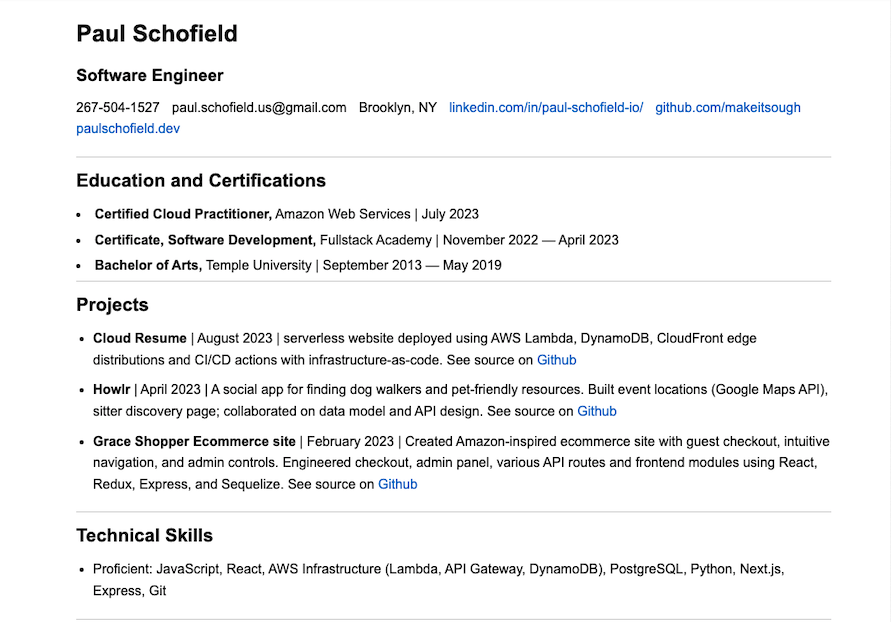 Paul Schofield
Software Engineer
267-504-1527 paul.schofield.us@gmail.com Brooklyn, NY linkedin.com/in/paul-schofield-io/ github.com/makeitsough
paulschofield.dev
Education and Certifications
• Certified Cloud Practitioner, Amazon Web Services | July 2023
• Certificate, Software Development, Fullstack Academy | November 2022 — April 2023
• Bachelor of Arts, Temple University | September 2013 — May 2019
Projects
• Cloud Resume | August 2023 | serverless website deployed using AWS Lambda, DynamoDB, CloudFront edge
distributions and CI/CD actions with infrastructure-as-code. See source on Github
• Howlr | April 2023 | A social app for finding dog walkers and pet-friendly resources. Built event locations (Google Maps API),
sitter discovery page; collaborated on data model and API design. See source on Github
• Grace Shopper Ecommerce site | February 2023 | Created Amazon-inspired ecommerce site with guest checkout, intuitive
navigation, and admin controls. Engineered checkout, admin panel, various API routes and frontend modules using React,
Redux, Express, and Sequelize. See source on Github
Technical Skills
• Proficient: JavaScript, React, AWS Infrastructure (Lambda, API Gateway, DynamoDB), PostgreSQL, Python, Next.js,
Express, Git